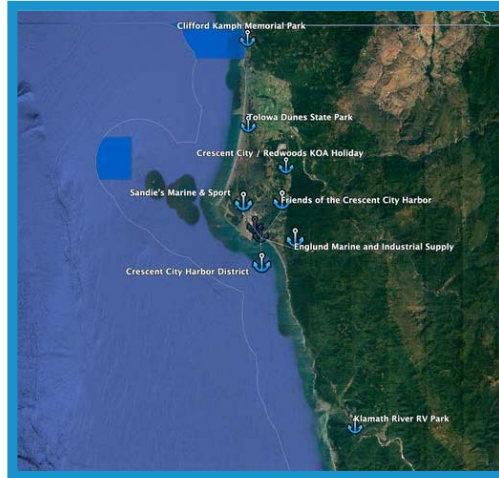 Clifford Kamph Memorial Park
Tolowa Dunes State Park
Crescent City / Redwoods KOA Holiday
Sandie's Marine & Sport
Friends of the Crescent City Harbor
Englund Marine and Industrial Supply
Crescent City Harbor District
Klamath River RV Park